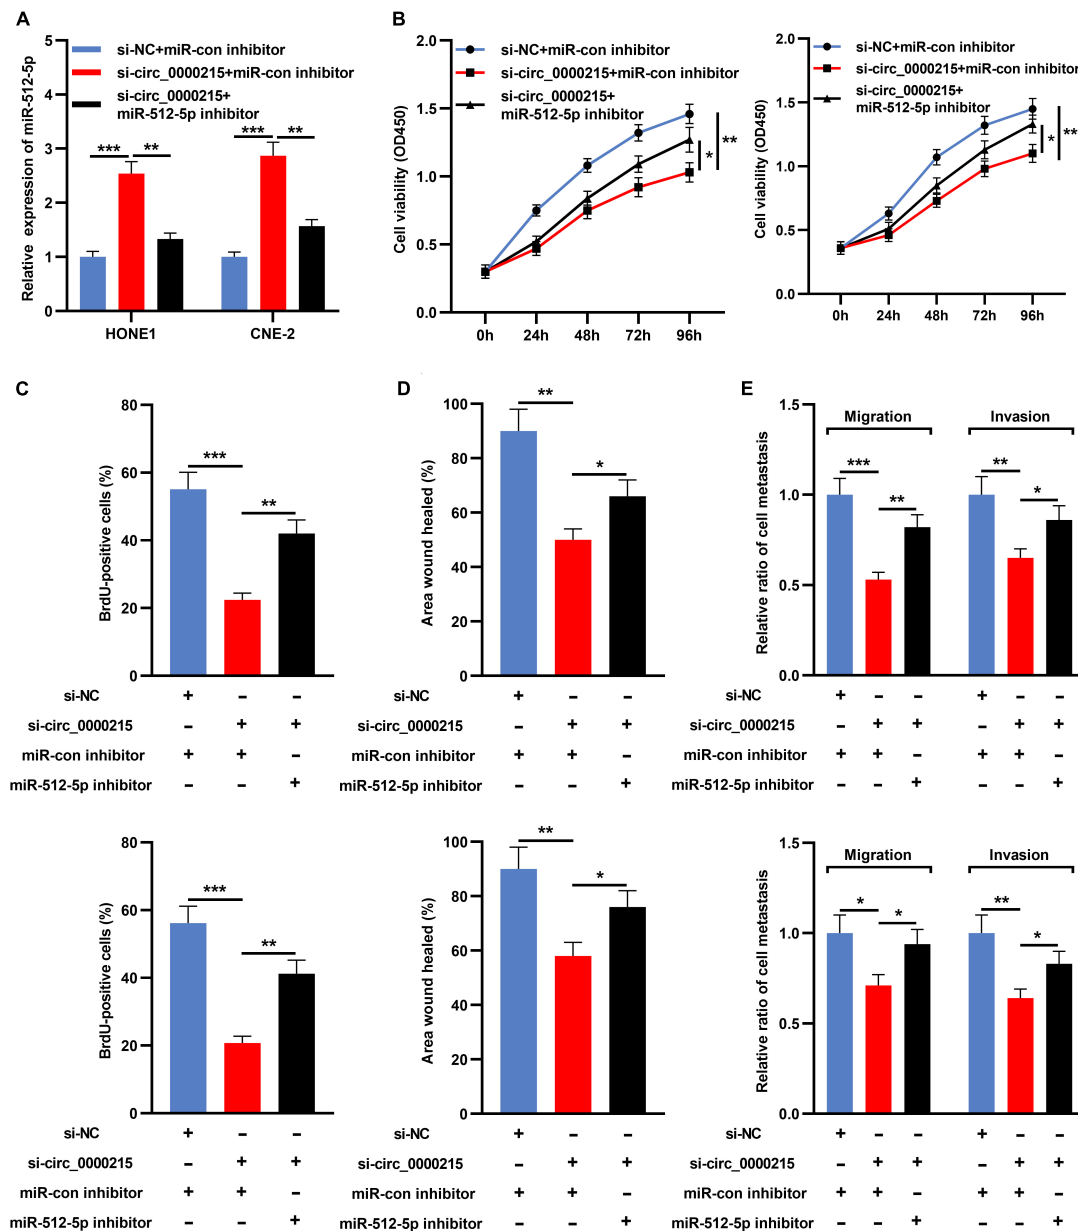 A
Relative expression of miR-512-5p
5
4
3
2
1
0
si-NC+miR-con inhibitor
si-circ_0000215+miR-con inhibitor
si-circ_0000215+
miR-512-5p inhibitor
*** ** *** **
HONE1 CNE-2
B
Cell viability (OD450)
2.0
1.5
1.0
0.5
0.0
si-NC+miR-con inhibitor
si-circ_0000215+miR-con inhibitor
si-circ_0000215+
miR-512-5p inhibitor
* **
0h 24h 48h 72h 96h
Cell viability (OD450)
2.0
1.5
1.0
0.5
0.0
si-NC+miR-con inhibitor
si-circ_0000215+miR-con inhibitor
si-circ_0000215+
miR-512-5p inhibitor
* **
0h 24h 48h 72h 96h
C
BrdU-positive cells (%)
80
60
40
20
0
***
**
si-NC + - -
si-circ_0000215 - + +
miR-con inhibitor + + -
miR-512-5p inhibitor - - +
D
Area wound healed (%)
100
80
60
40
20
0
**
*
si-NC + - -
si-circ_0000215 - + +
miR-con inhibitor + + -
miR-512-5p inhibitor - - +
E
Relative ratio of cell metastasis
1.5
1.0
0.5
0.0
Migration Invasion
*** ** ** *
si-NC + - - + - -
si-circ_0000215 - + + - + +
miR-con inhibitor + + - + + -
miR-512-5p inhibitor - - + - - +
BrdU-positive cells (%)
80
60
40
20
0
***
**
si-NC + - -
si-circ_0000215 - + +
miR-con inhibitor + + -
miR-512-5p inhibitor - - +
Area wound healed (%)
100
80
60
40
20
0
**
*
si-NC + - -
si-circ_0000215 - + +
miR-con inhibitor + + -
miR-512-5p inhibitor - - +
Relative ratio of cell metastasis
1.5
1.0
0.5
0.0
Migration Invasion
* * ** *
si-NC + - - + - -
si-circ_0000215 - + + - + +
miR-con inhibitor + + - + + -
miR-512-5p inhibitor - - + - - +